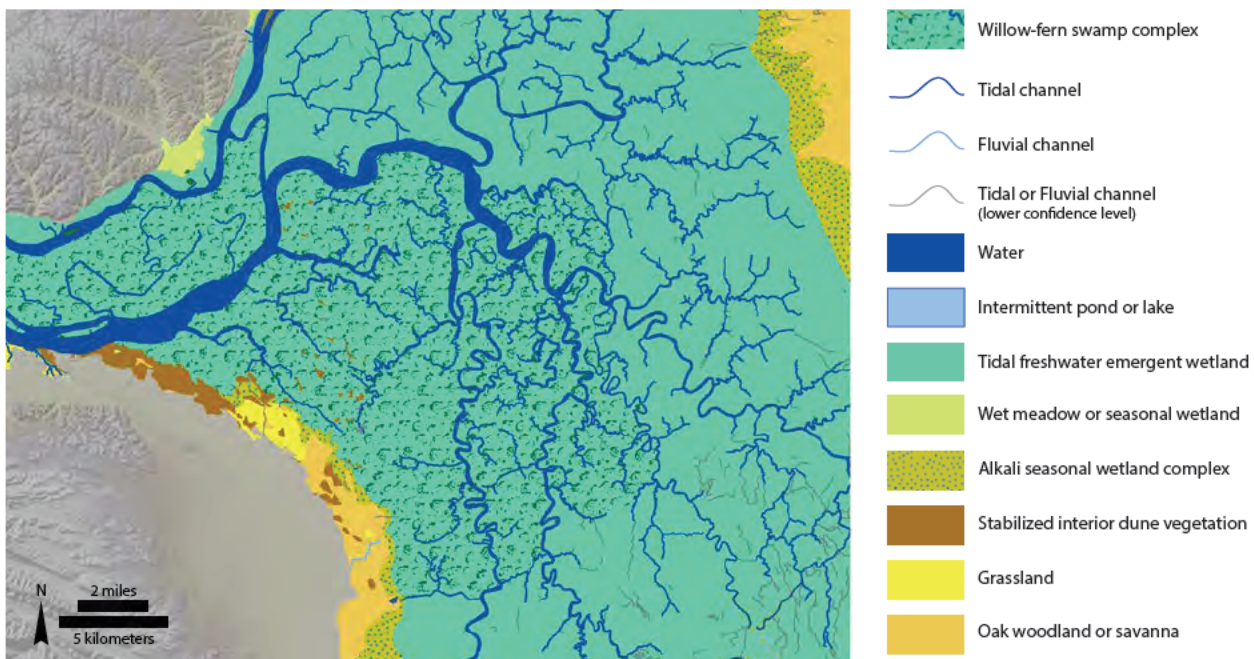 Willow-fern swamp complex
Tidal channel
Fluvial channel
Tidal or Fluvial channel
(lower confidence level)
Water
Intermittent pond or lake
Tidal freshwater emergent wetland
Wet meadow or seasonal wetland
Alkali seasonal wetland complex
Stabilized interior dune vegetation
Grassland
Oak woodland or savanna
N
2 miles
5 kilometers